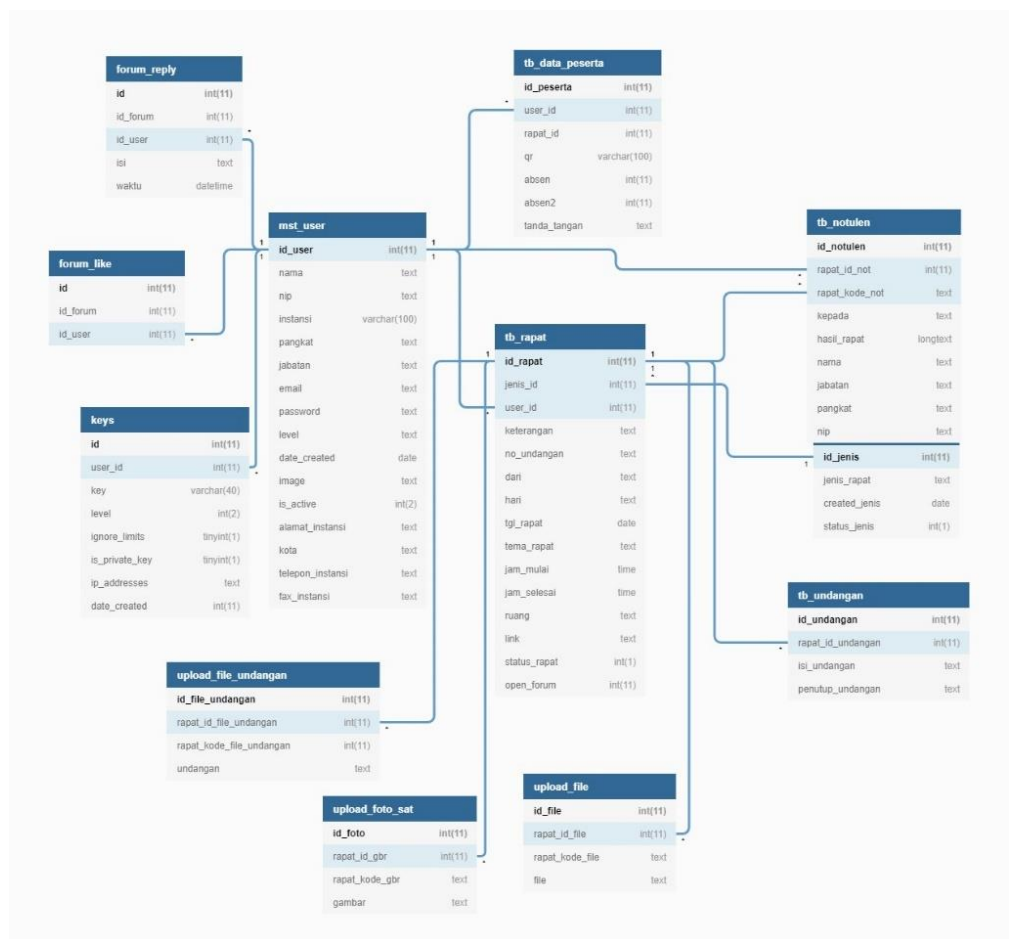 forum_reply
id int(11)
id_forum int(11)
id_user int(11)
isi text
waktu datetime
tb_data_peserta
id_peserta int(11)
user_id int(11)
rapat_id int(11)
qr varchar(100)
absen int(11)
absen2 int(11)
tanda_tangan text
mst_user
1 id_user int(11) 1
1 1
nama text
nip text
instansi varchar(100)
pangkat text
jabatan text
email text
password text
level text
date_created date
image text
is_active int(2)
alamat_instansi text
kota text
telepon_instansi text
fax_instansi text
forum_like
id int(11)
id_forum int(11)
id_user int(11)
keys
id int(11)
user_id int(11)
key varchar(40)
level int(2)
ignore_limits tinyint(1)
is_private_key tinyint(1)
ip_addresses text
date_created int(11)
tb_rapat
1 id_rapat int(11) 1
1 1
jenis_id int(11)
user_id int(11)
keterangan text
no_undangan text
dari text
hari text
tgl_rapat date
tema_rapat text
jam_mulai time
jam_selesai time
ruang text
link text
status_rapat int(1)
open_forum int(11)
tb_notulen
id_notulen int(11)
rapat_id_not int(11)
rapat_kode_not text
kepada text
hasil_rapat longtext
nama text
jabatan text
pangkat text
nip text
1 id_jenis int(11)
jenis_rapat text
created_jenis date
status_jenis int(1)
tb_undangan
id_undangan int(11)
rapat_id_undangan int(11)
isi_undangan text
penutup_undangan text
upload_file_undangan
id_file_undangan int(11)
rapat_id_file_undangan int(11)
rapat_kode_file_undangan int(11)
undangan text
upload_foto_sat
id_foto int(11)
rapat_id_gbr int(11)
rapat_kode_gbr text
gambar text
upload_file
id_file int(11)
rapat_id_file int(11)
rapat_kode_file text
file text